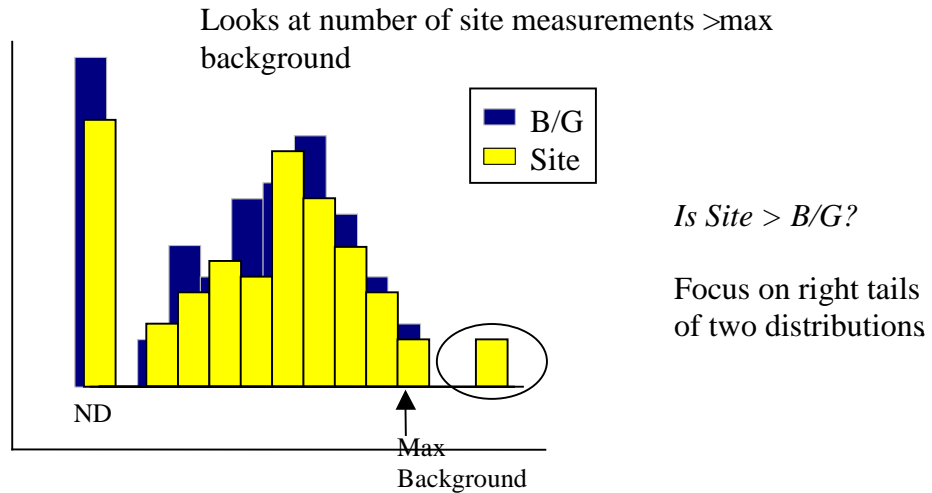 Looks at number of site measurements >max
background
B/G
Site
Is Site > B/G?
Focus on right tails
of two distributions
ND
Max
Background